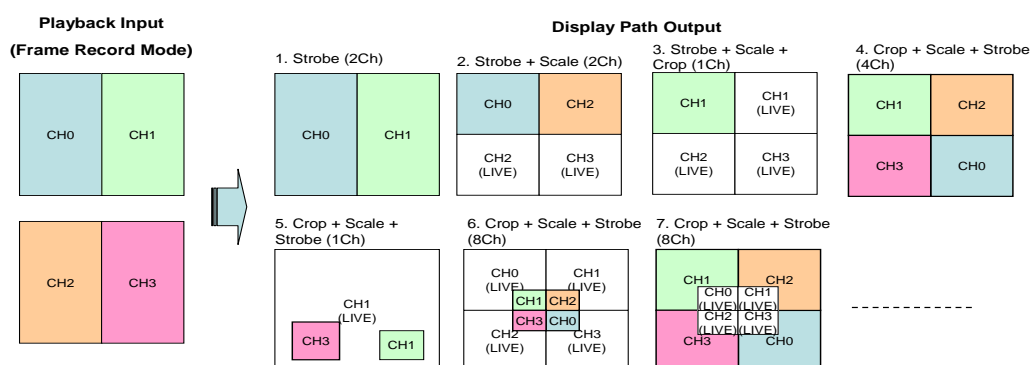 Playback Input
(Frame Record Mode)
Display Path Output
CH0
CH1
CH2
CH3
1. Strobe (2Ch)
CH0
CH1
2. Strobe + Scale (2Ch)
CH0
CH2
CH2
(LIVE)
CH3
(LIVE)
3. Strobe + Scale +
Crop (1Ch)
CH1
CH1
(LIVE)
CH2
(LIVE)
CH3
(LIVE)
4. Crop + Scale + Strobe
(4Ch)
CH1
CH2
CH3
CH0
5. Crop + Scale +
Strobe (1Ch)
CH1
(LIVE)
CH3
CH1
6. Crop + Scale + Strobe
(8Ch)
CH0
(LIVE)
CH1
(LIVE)
CH1
CH2
CH3
CH0
CH2
(LIVE)
CH3
(LIVE)
7. Crop + Scale + Strobe
(8Ch)
CH1
CH2
CH0
(LIVE)
CH1
(LIVE)
CH2
(LIVE)
CH3
(LIVE)
CH3
CH0